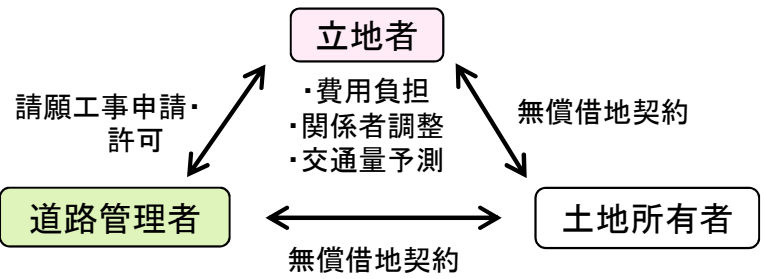 立地者
請願工事申請・
許可
・費用負担
・関係者調整
・交通量予測
無償借地契約
道路管理者
土地所有者
無償借地契約